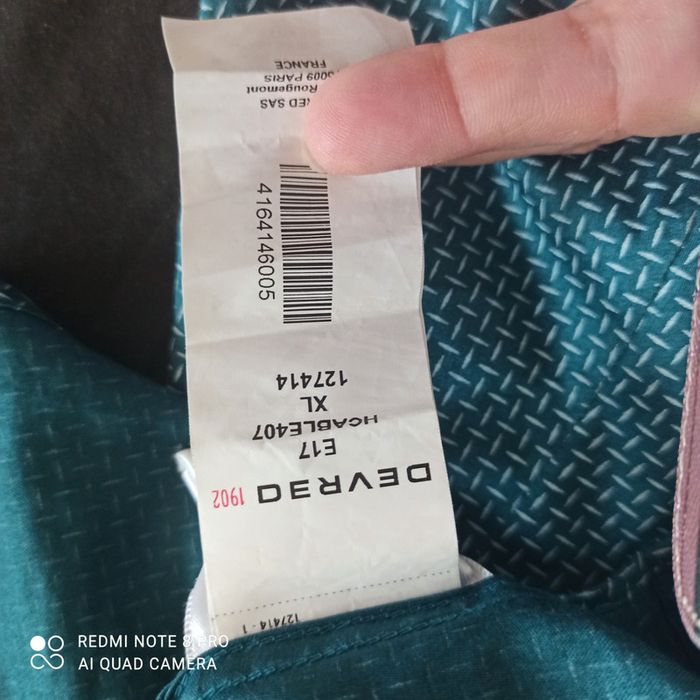 127414-1
DEVRED 1902
E17
HCABLE407
XL
127414
4164146005
RED SAS
Rougemont
75009 PARIS
FRANCE
REDMI NOTE 8 PRO
AI QUAD CAMERA